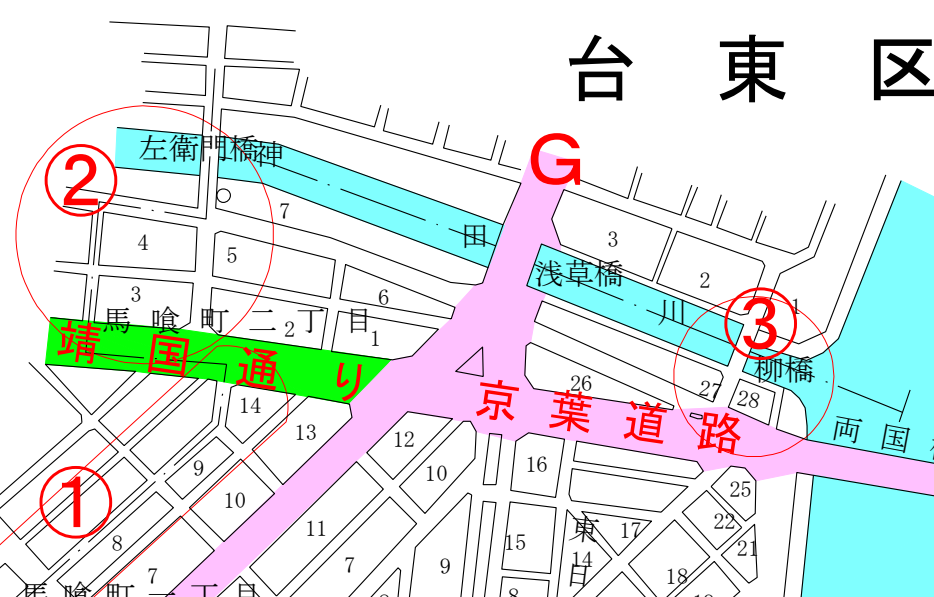 台東区
G
左衛門橋
神
②
7
田
3
4
5
浅草橋
2
1
3
6
川
③
馬喰町二丁目
2
1
柳橋
靖国通り
26
27
28
京葉道路
両国
14
13
12
9
10
16
25
①
10
11
15
東
17
22
21
8
7
7
9
14
日
18
8
馬喰町一丁目